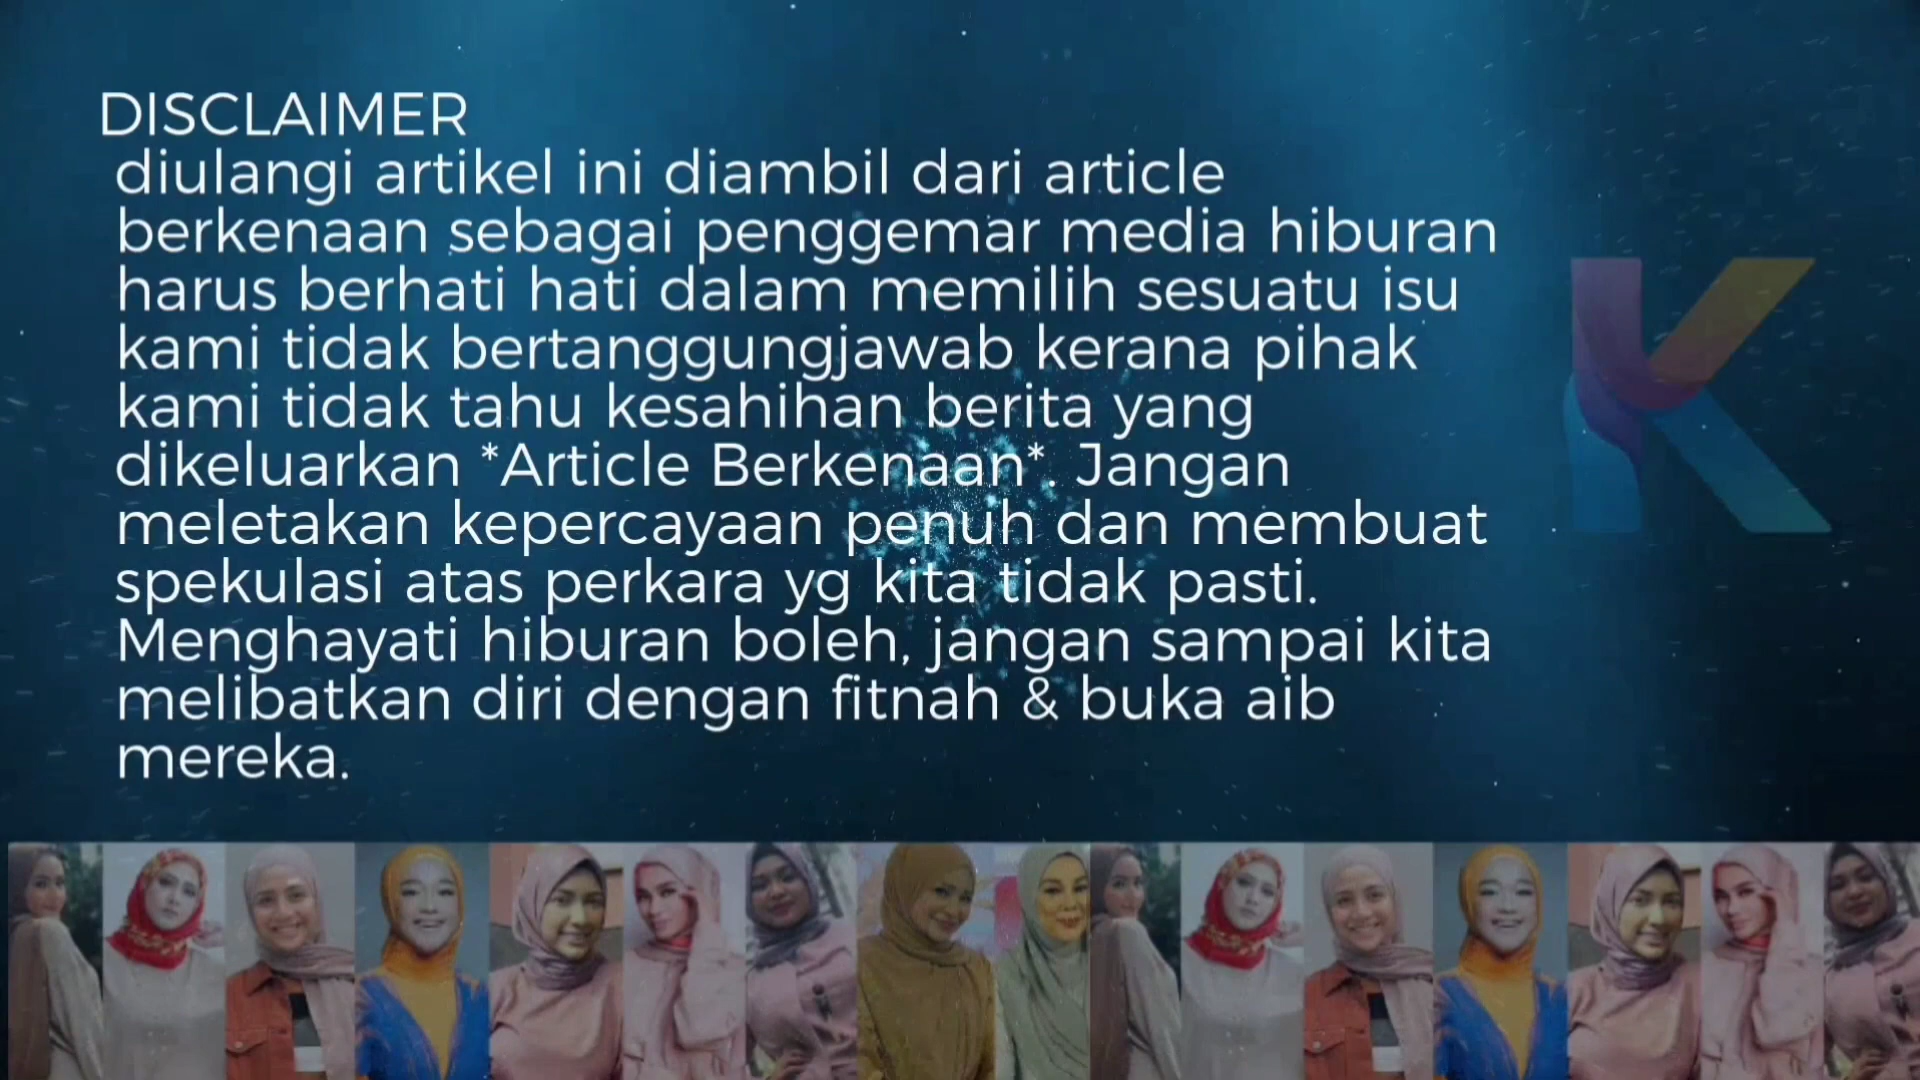 DISCLAIMER
diulangi artikel ini diambil dari article
berkenaan sebagai penggemar media hiburan
harus berhati hati dalam memilih sesuatu isu
kami tidak bertanggungjawab kerana pihak
kami tidak tahu kesahihan berita yang
dikeluarkan *Article Berkenaan*. Jangan
meletakan kepercayaan penuh dan membuat
spekulasi atas perkara yg kita tidak pasti.
Menghayati hiburan boleh, jangan sampai kita
melibatkan diri dengan fitnah & buka aib
mereka.